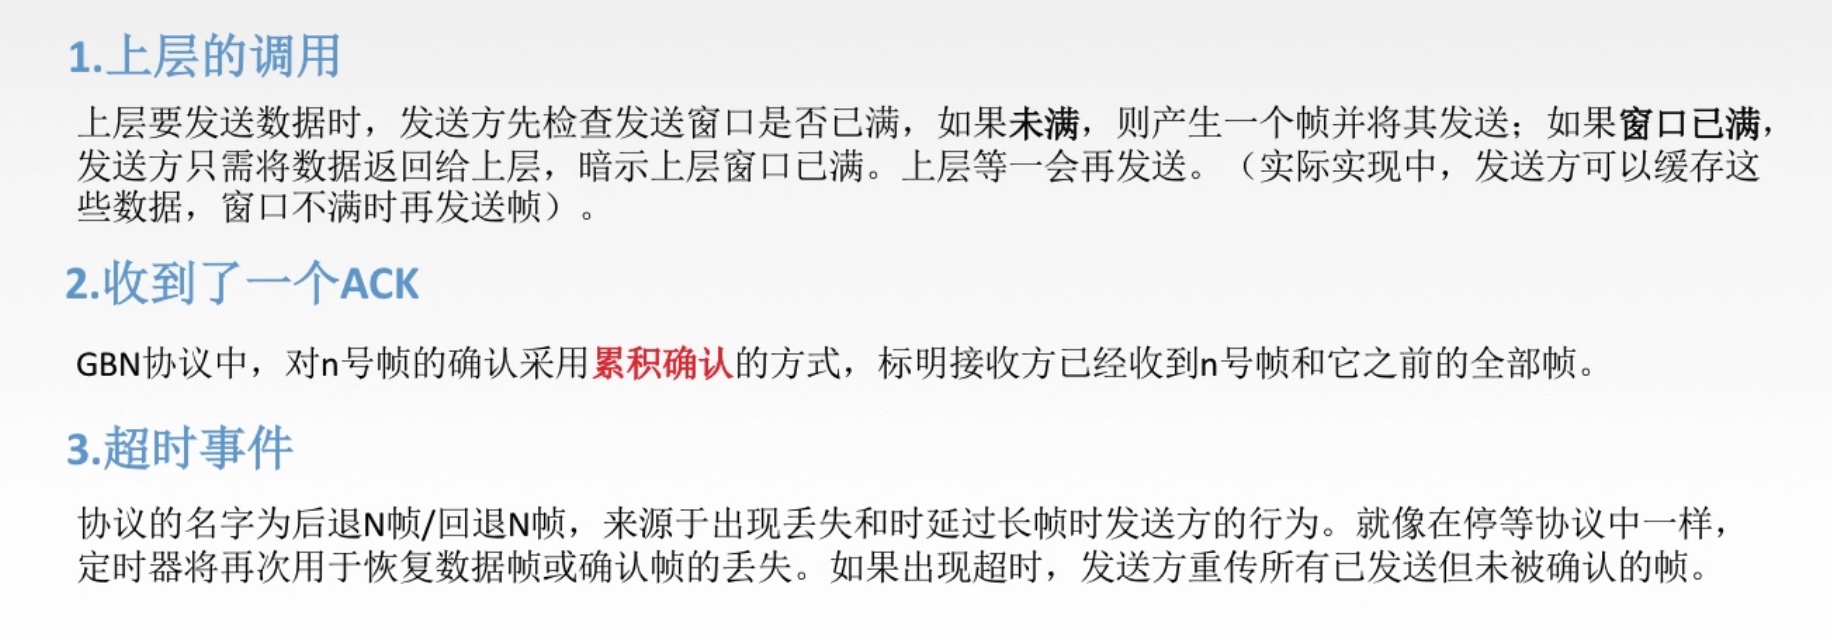 1.上层的调用
上层要发送数据时，发送方先检查发送窗口是否已满，如果未满，则产生一个帧并将其发送；如果窗口已满，
发送方只需将数据返回给上层，暗示上层窗口已满。上层等一会再发送。（实际实现中，发送方可以缓存这
些数据，窗口不满时再发送帧）。
2.收到了一个ACK
GBN协议中，对n号帧的确认采用累积确认的方式，标明接收方已经收到n号帧和它之前的全部帧。
3.超时事件
协议的名字为后退N帧/回退N帧，来源于出现丢失和时延过长帧时发送方的行为。就像在停等协议中一样，
定时器将再次用于恢复数据帧或确认帧的丢失。如果出现超时，发送方重传所有已发送但未被确认的帧。